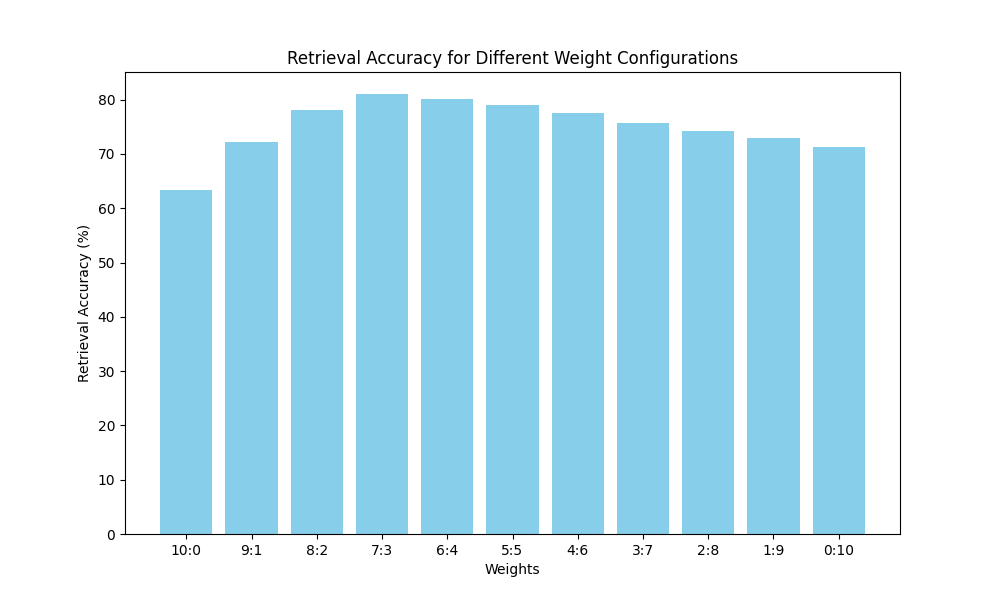 Retrieval Accuracy for Different Weight Configurations
Retrieval Accuracy (%)
80
70
60
50
40
30
20
10
0
10:0 9:1 8:2 7:3 6:4 5:5 4:6 3:7 2:8 1:9 0:10
Weights